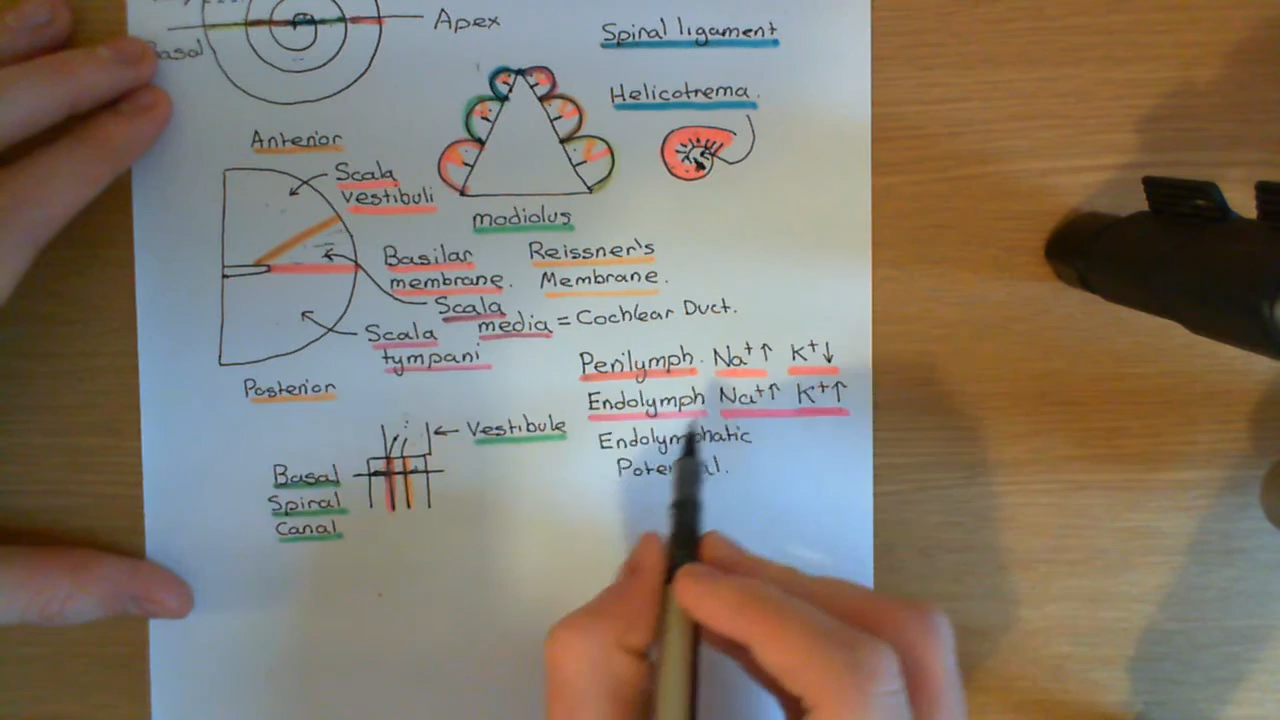 Apex
Basal
Spiral ligament
Helicotrema.
Anterior
Scala
vestibuli
modiolus
Basilar
membrane.
Reissner's
Membrane.
Scala
media = Cochlear Duct.
Scala
tympani
Posterior
Perilymph. Na+↑ K+↓
Endolymph Na+↑ K+↑
Endolymphatic
Vestibule
Basal
Spiral
Canal